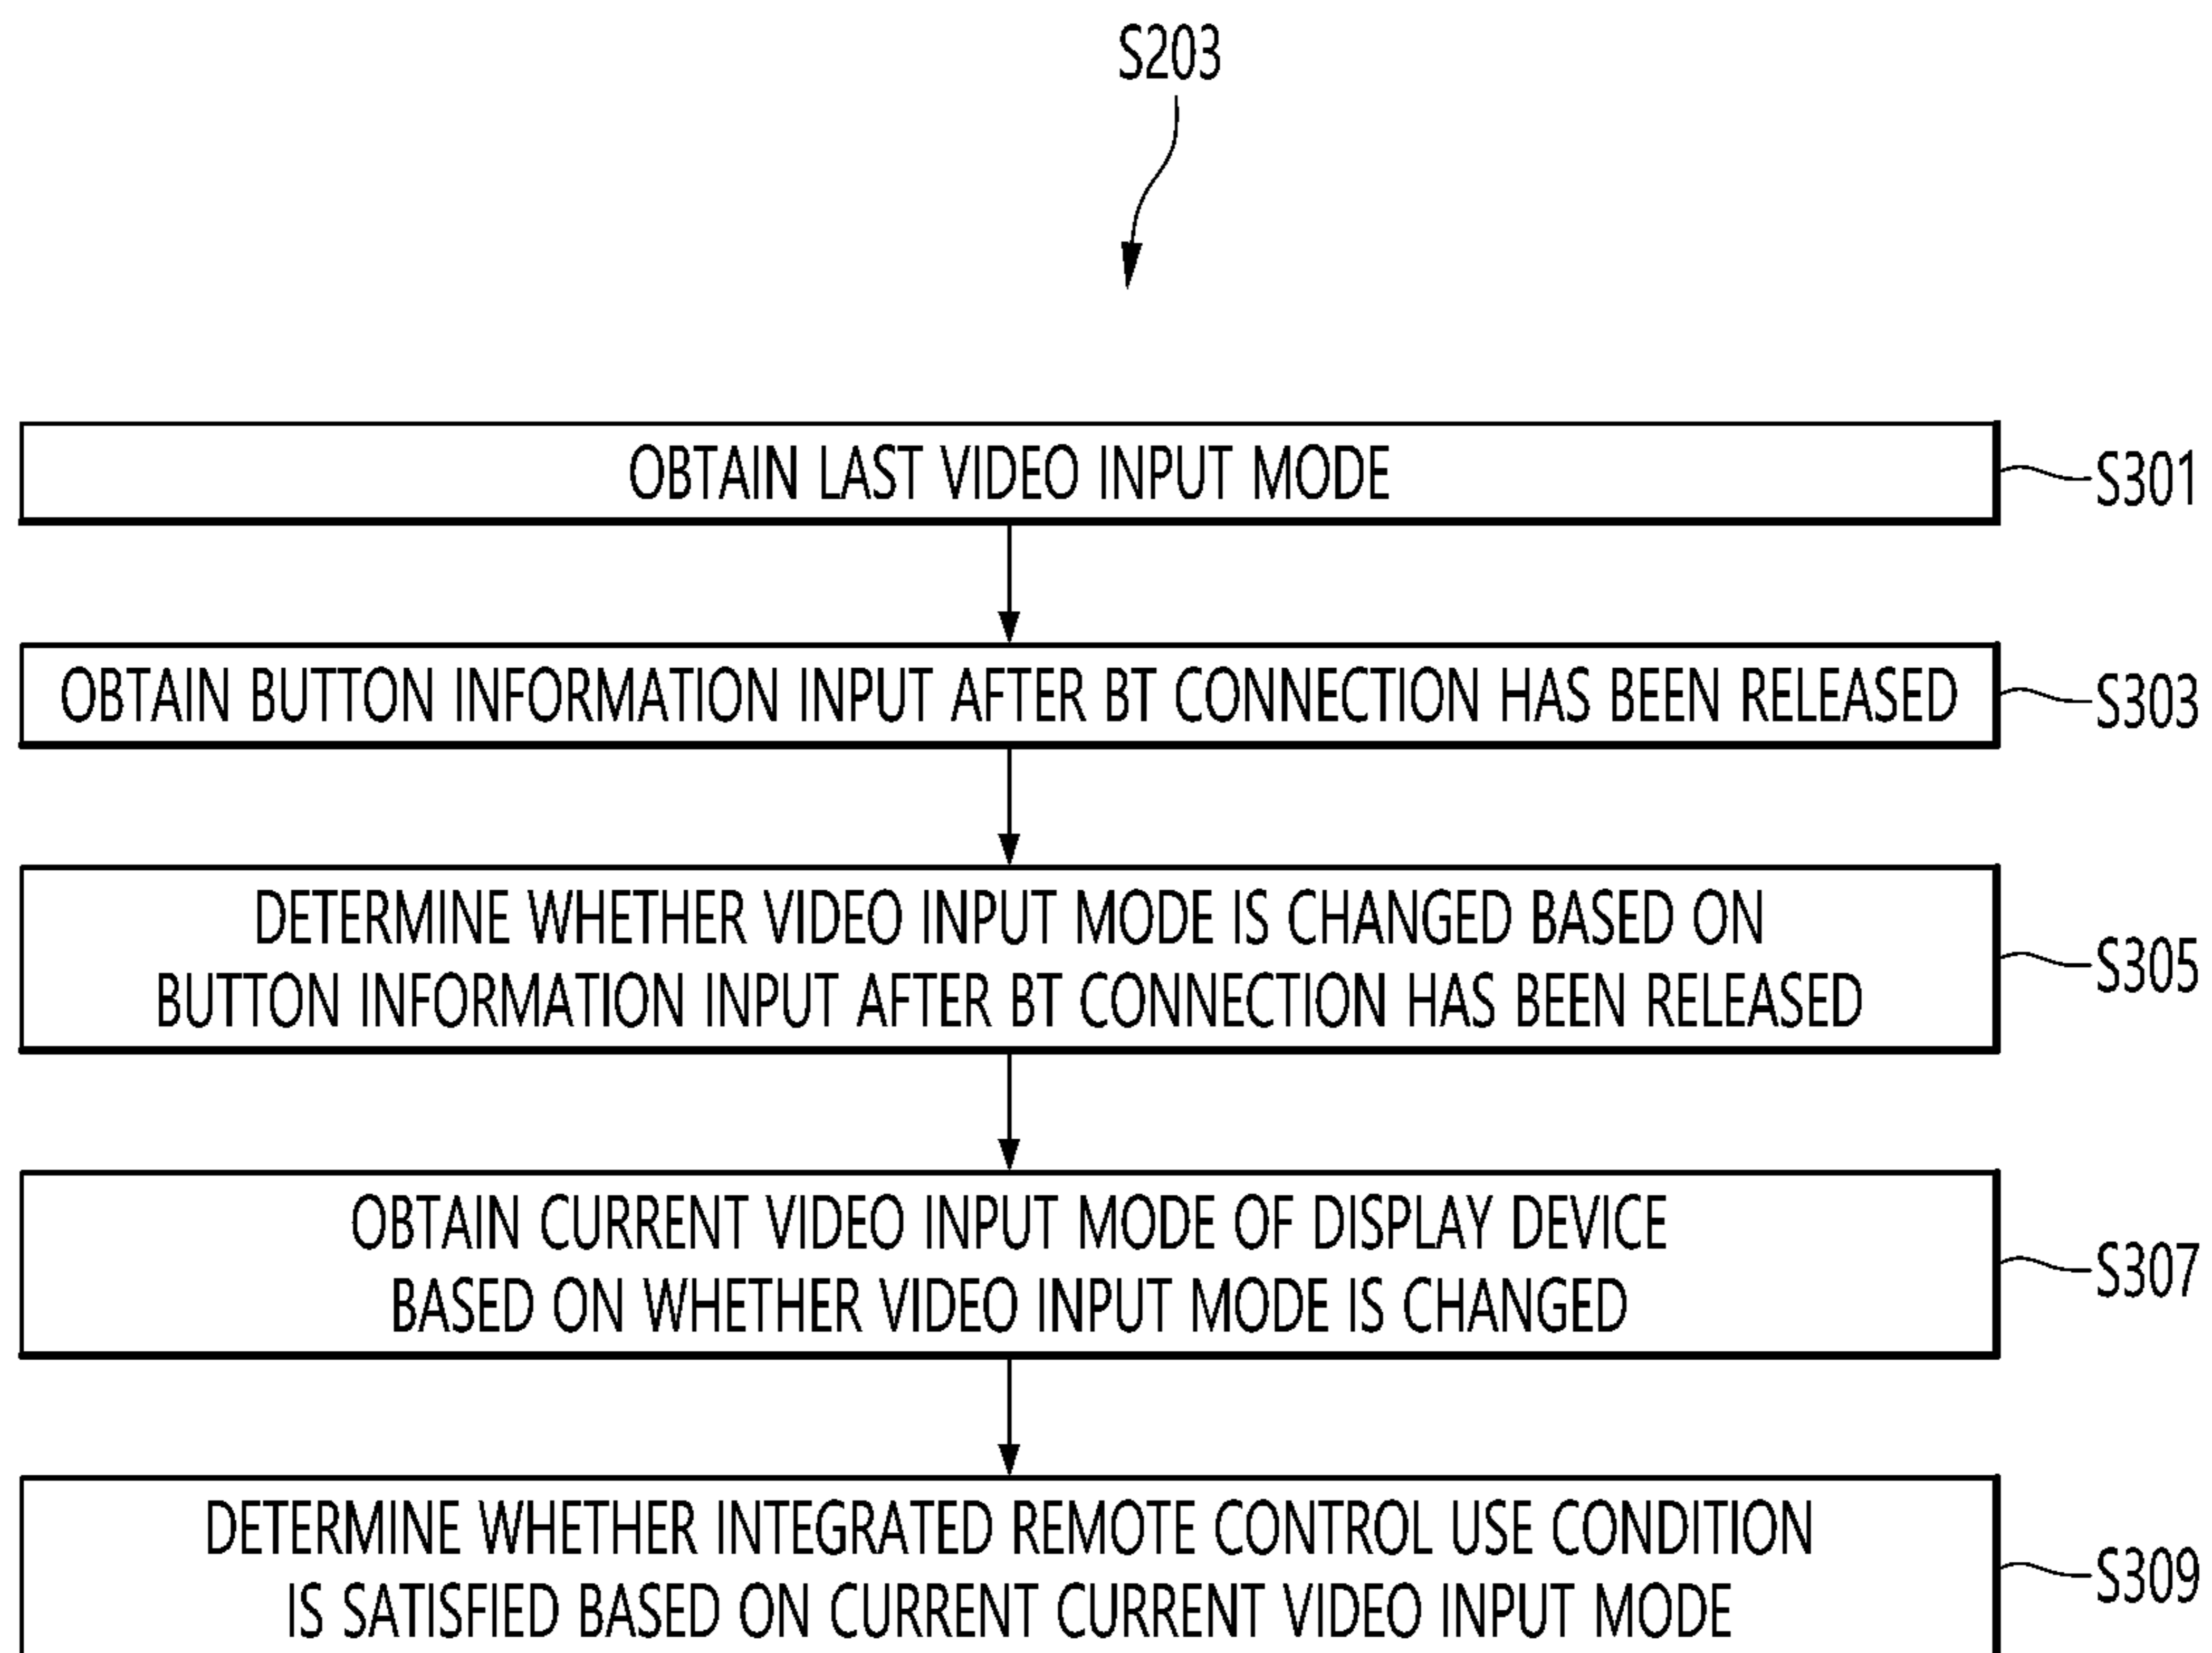 S203
OBTAIN LAST VIDEO INPUT MODE
S301
OBTAIN BUTTON INFORMATION INPUT AFTER BT CONNECTION HAS BEEN RELEASED
S303
DETERMINE WHETHER VIDEO INPUT MODE IS CHANGED BASED ON
BUTTON INFORMATION INPUT AFTER BT CONNECTION HAS BEEN RELEASED
S305
OBTAIN CURRENT VIDEO INPUT MODE OF DISPLAY DEVICE
BASED ON WHETHER VIDEO INPUT MODE IS CHANGED
S307
DETERMINE WHETHER INTEGRATED REMOTE CONTROL USE CONDITION
IS SATISFIED BASED ON CURRENT CURRENT VIDEO INPUT MODE
S309